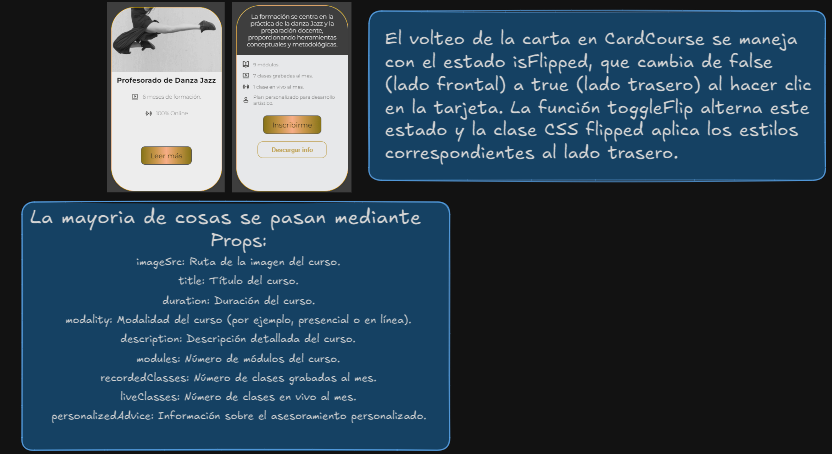 Profesorado de Danza Jazz
6 meses de formación.
100% Online
Leer más
La formación se centra en la
práctica de la danza Jazz y la
preparación docente,
proporcionando herramientas
conceptuales y metodológicas.
9 módulos.
7 clases grabadas al mes.
1 clase en vivo al mes.
Plan personalizado para desarrollo
artístico.
Inscribirme
Descargar info
El volteo de la carta en CardCourse se maneja
con el estado isFlipped, que cambia de false
(lado frontal) a true (lado trasero) al hacer clic
en la tarjeta. La función toggleFlip alterna este
estado y la clase CSS flipped aplica los estilos
correspondientes al lado trasero.
La mayoria de cosas se pasan mediante
Props:
imageSrc: Ruta de la imagen del curso.
title: Título del curso.
duration: Duración del curso.
modality: Modalidad del curso (por ejemplo, presencial o en línea).
description: Descripción detallada del curso.
modules: Número de módulos del curso.
recordedClasses: Número de clases grabadas al mes.
liveClasses: Número de clases en vivo al mes.
personalizedAdvice: Información sobre el asesoramiento personalizado.